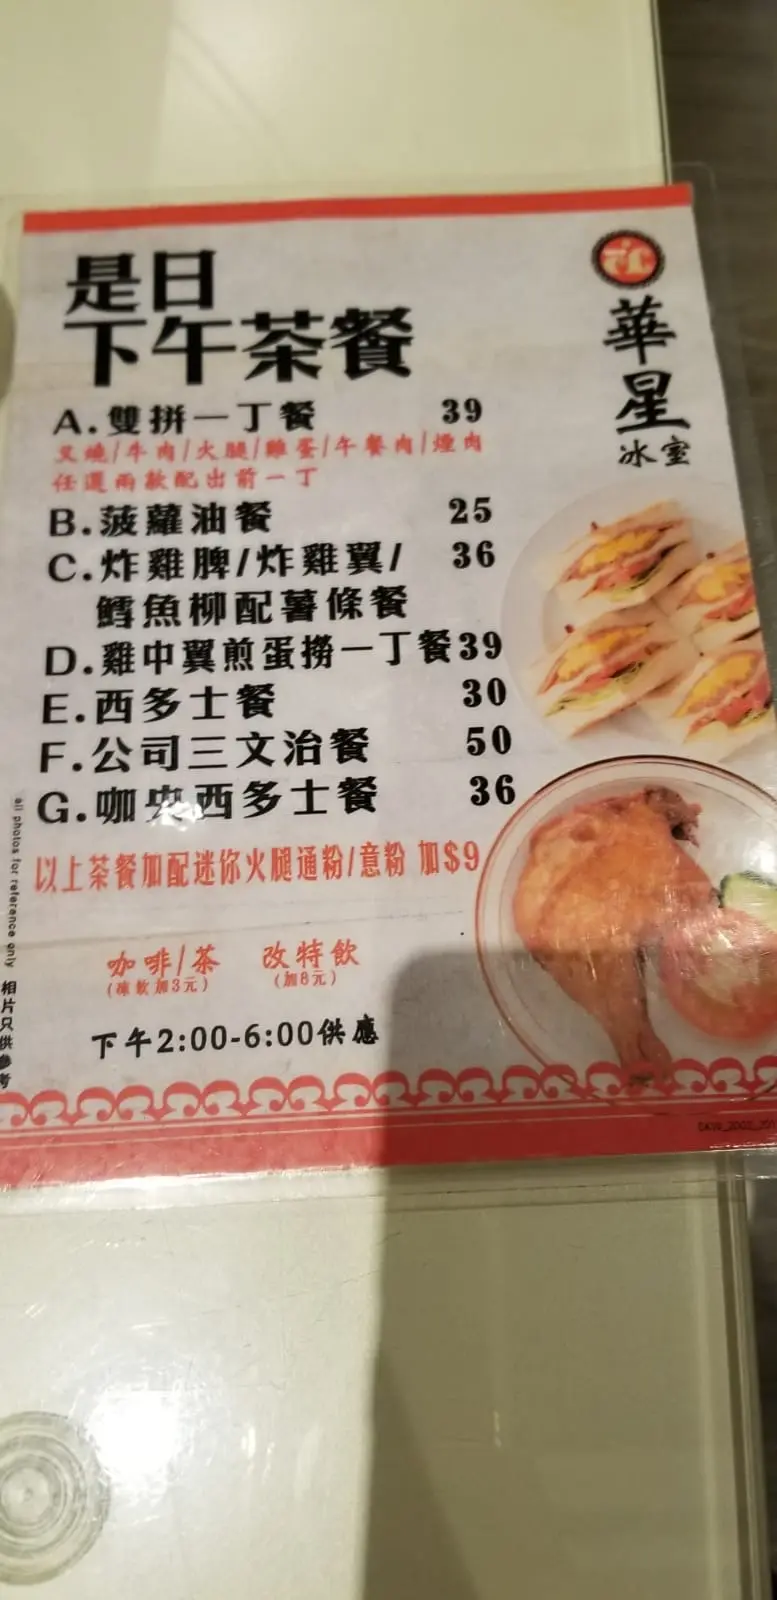 華星
冰室
是日
下午茶餐
A.雙拼一丁餐 39
叉燒/牛肉/火腿/雞蛋/午餐肉/煙肉
任選兩款配出前一丁
B.菠蘿油餐 25
C.炸雞脾/炸雞翼/ 36
鱈魚柳配薯條餐
D.雞中翼煎蛋撈一丁餐 39
E.西多士餐 30
F.公司三文治餐 50
G.咖央西多士餐 36
以上茶餐加配迷你火腿通粉/意粉 加$9
咖啡/茶 改特飲
(凍飲加3元) (加8元)
下午2:00-6:00供應
all photos for reference only 相片只供參考